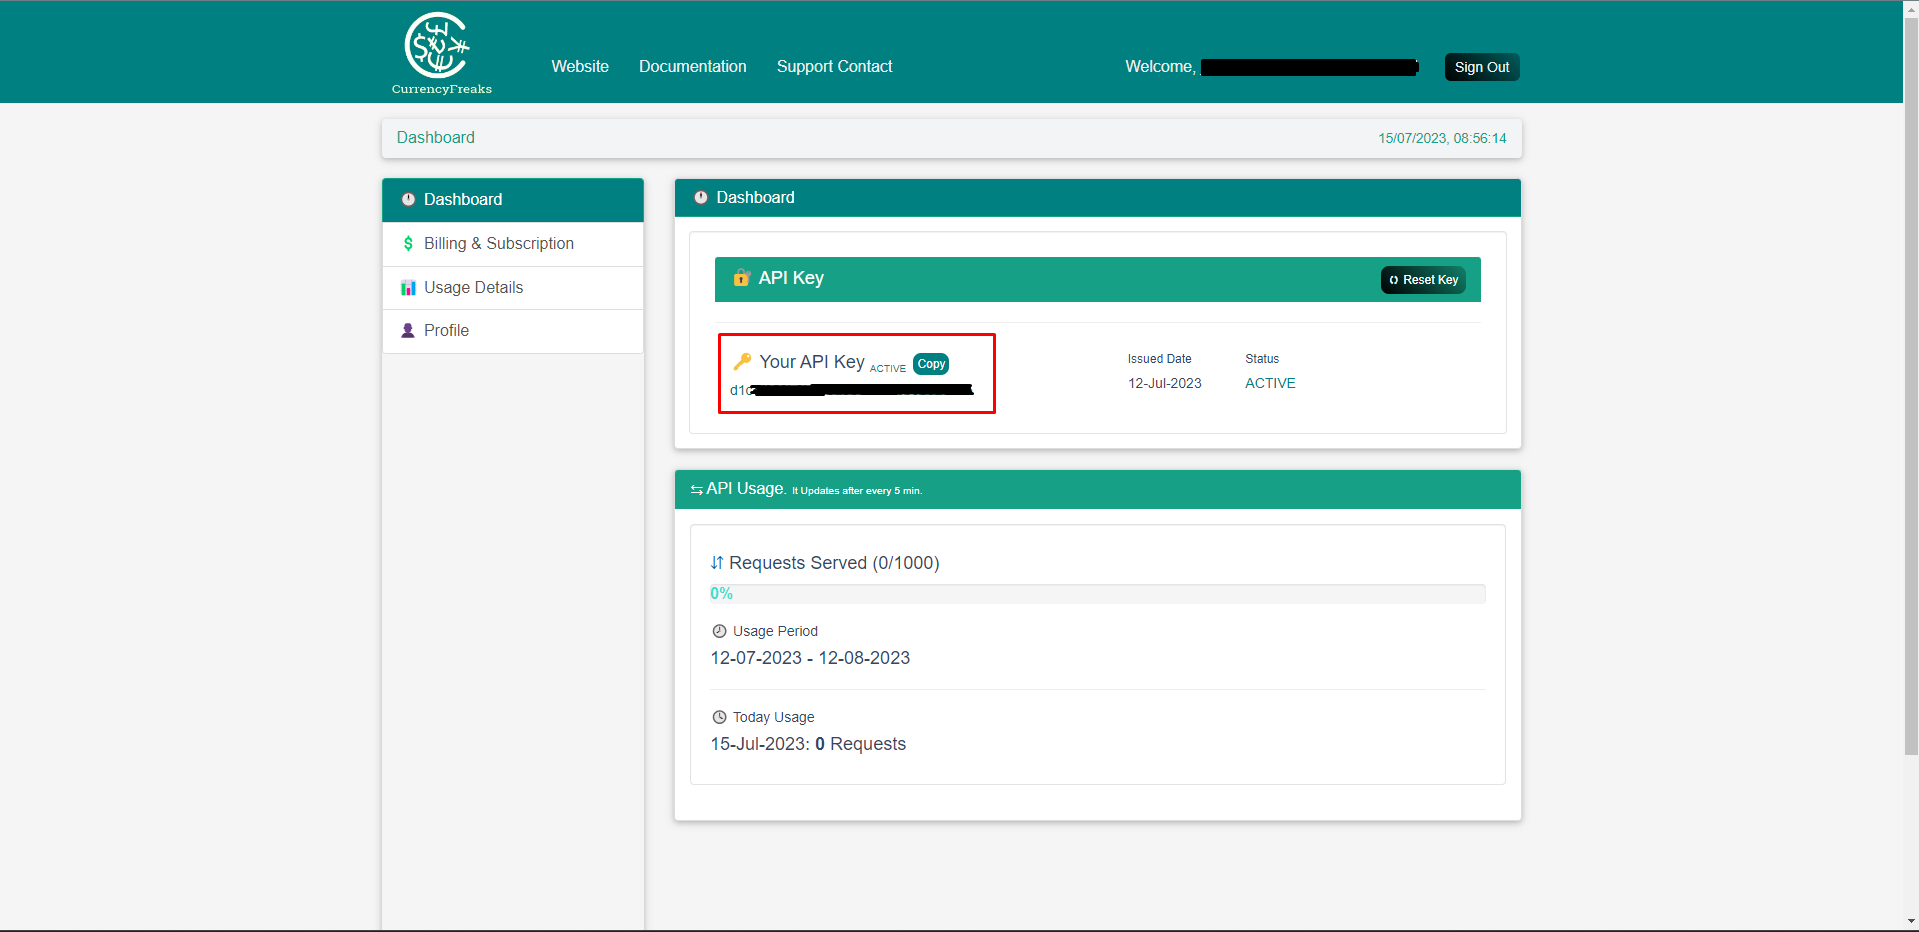 CurrencyFreaks
Website Documentation Support Contact
Welcome,
Sign Out
Dashboard
15/07/2023, 08:56:14
Dashboard
Billing & Subscription
Usage Details
Profile
Dashboard
API Key
Reset Key
Your API Key ACTIVE Copy
Issued Date Status
12-Jul-2023 ACTIVE
API Usage. It Updates after every 5 min.
Requests Served (0/1000)
0%
Usage Period
12-07-2023 - 12-08-2023
Today Usage
15-Jul-2023: 0 Requests